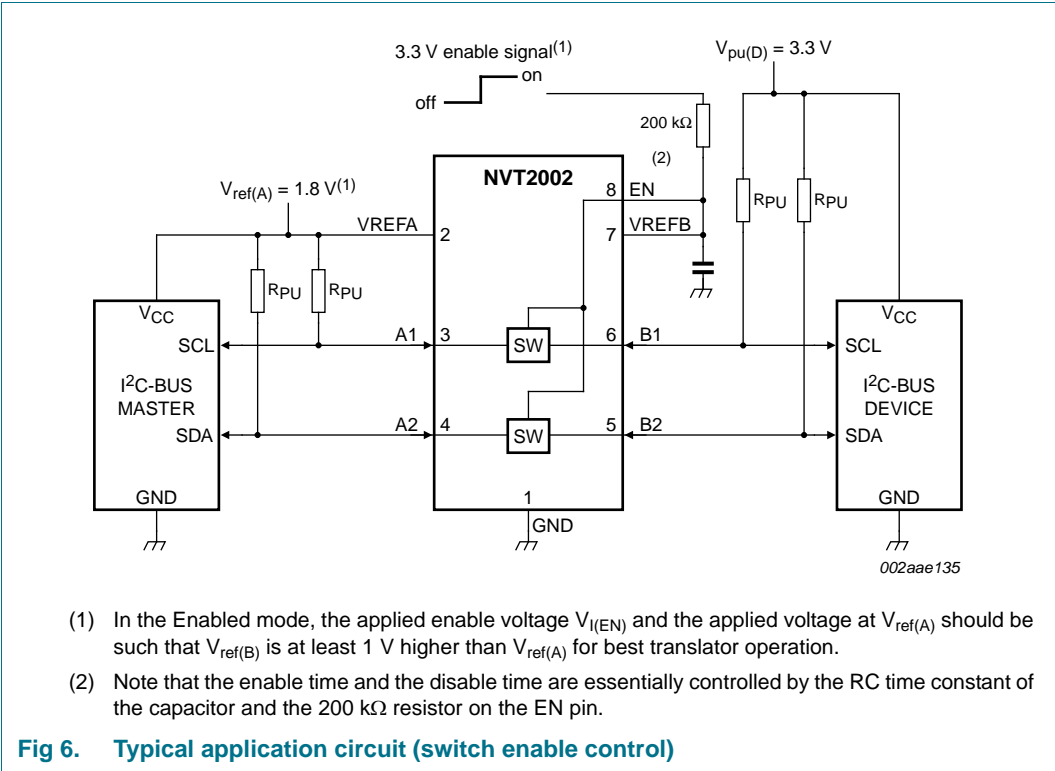 3.3 V enable signal(1)
on
off
Vpu(D) = 3.3 V
200 kΩ
(2)
NVT2002
8 EN
Vref(A) = 1.8 V(1)
RPU
RPU
VREFA
2
7 VREFB
RPU
RPU
VCC
VCC
SCL
A1
3
SW
6
B1
SCL
I2C-BUS
MASTER
I2C-BUS
DEVICE
SDA
A2
4
SW
5
B2
SDA
GND
1
GND
GND
002aae135
(1) In the Enabled mode, the applied enable voltage VI(EN) and the applied voltage at Vref(A) should be
such that Vref(B) is at least 1 V higher than Vref(A) for best translator operation.
(2) Note that the enable time and the disable time are essentially controlled by the RC time constant of
the capacitor and the 200 kΩ resistor on the EN pin.
Fig 6. Typical application circuit (switch enable control)